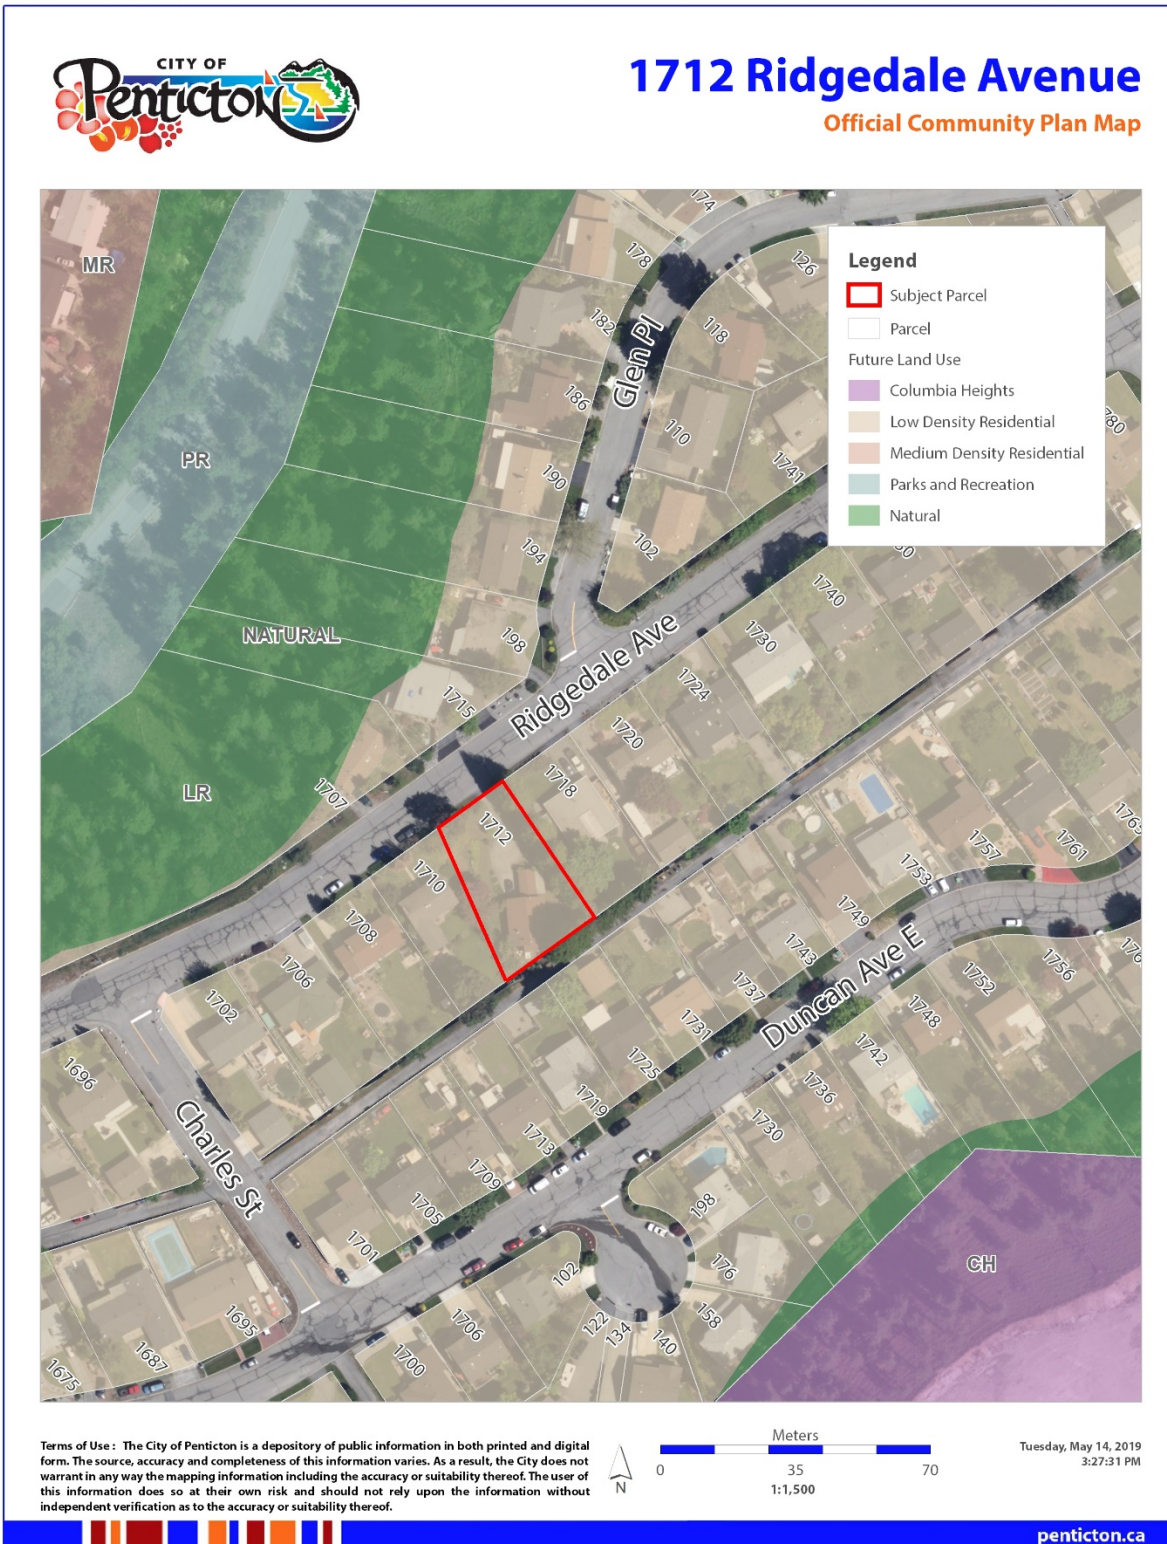 CITY OF
Penticton
1712 Ridgedale Avenue
Official Community Plan Map
Legend
Subject Parcel
Parcel
Future Land Use
Columbia Heights
Low Density Residential
Medium Density Residential
Parks and Recreation
Natural
MR
PR
NATURAL
LR
CH
Glen Pl
Ridgedale Ave
Duncan Ave E
Charles St
174
178
126
182
118
186
110
190
1741
194
102
198
1740
1730
1715
1724
1720
1718
1707
1712
1710
1708
1706
1702
1696
1757
1761
1753
1749
1743
1737
1731
1725
1719
1713
1709
1705
1701
1756
1752
1748
1742
1736
1730
198
176
158
140
134
122
102
1706
1700
1695
1687
1675
Terms of Use : The City of Penticton is a depository of public information in both printed and digital
form. The source, accuracy and completeness of this information varies. As a result, the City does not
warrant in any way the mapping information including the accuracy or suitability thereof. The user of
this information does so at their own risk and should not rely upon the information without
independent verification as to the accuracy or suitability thereof.
N
Meters
0 35 70
1:1,500
Tuesday, May 14, 2019
3:27:31 PM
penticton.ca